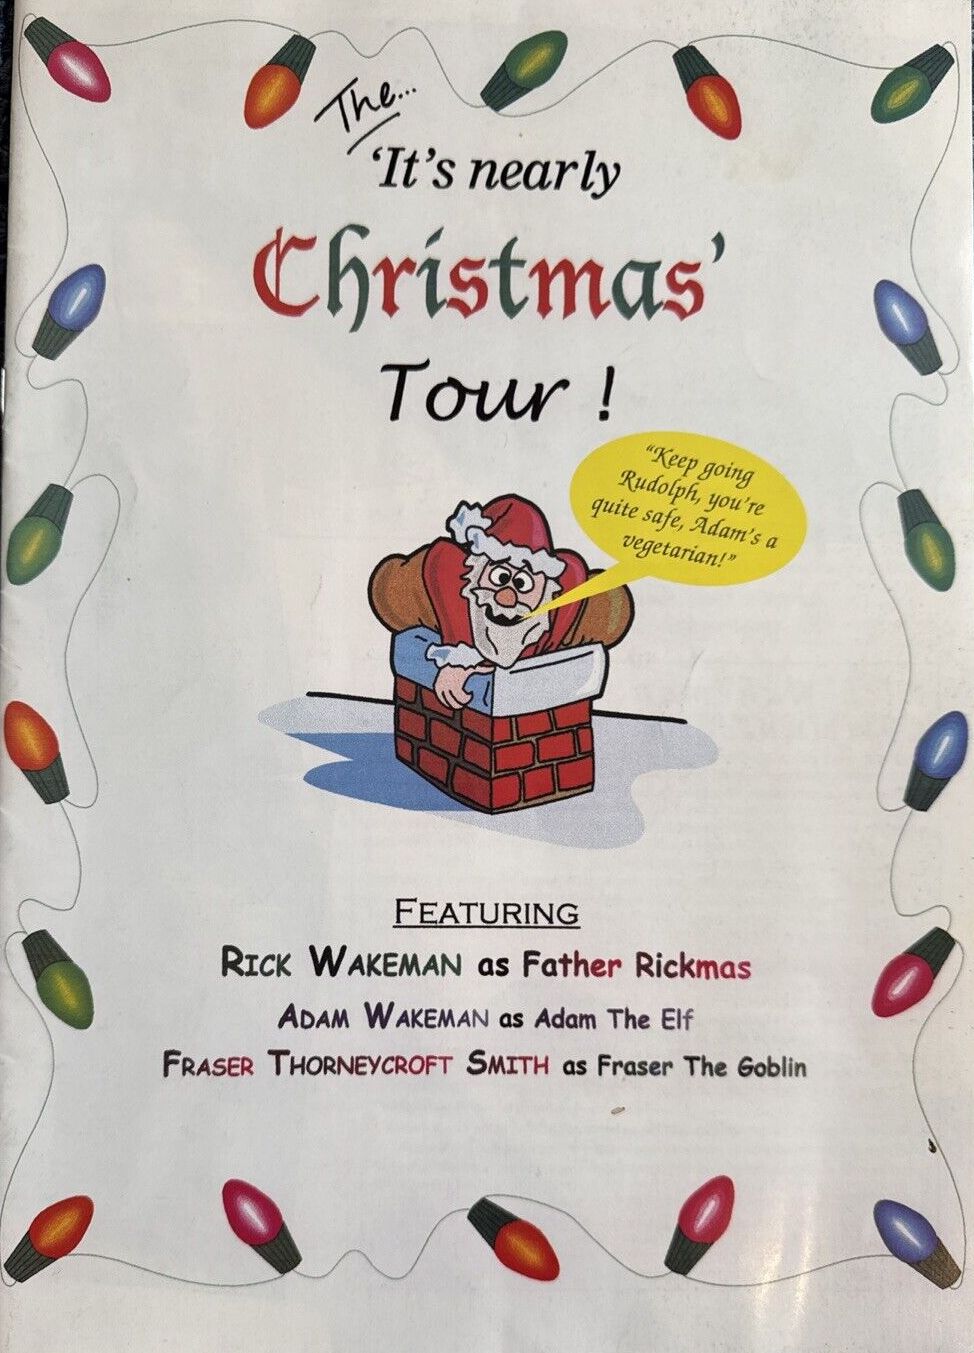 The...
‘It’s nearly
Christmas’
Tour !
“Keep going
Rudolph, you’re
quite safe, Adam’s a
vegetarian!”
FEATURING
RICK WAKEMAN as Father Rickmas
ADAM WAKEMAN as Adam The Elf
FRASER THORNEYCROFT SMITH as Fraser The Goblin